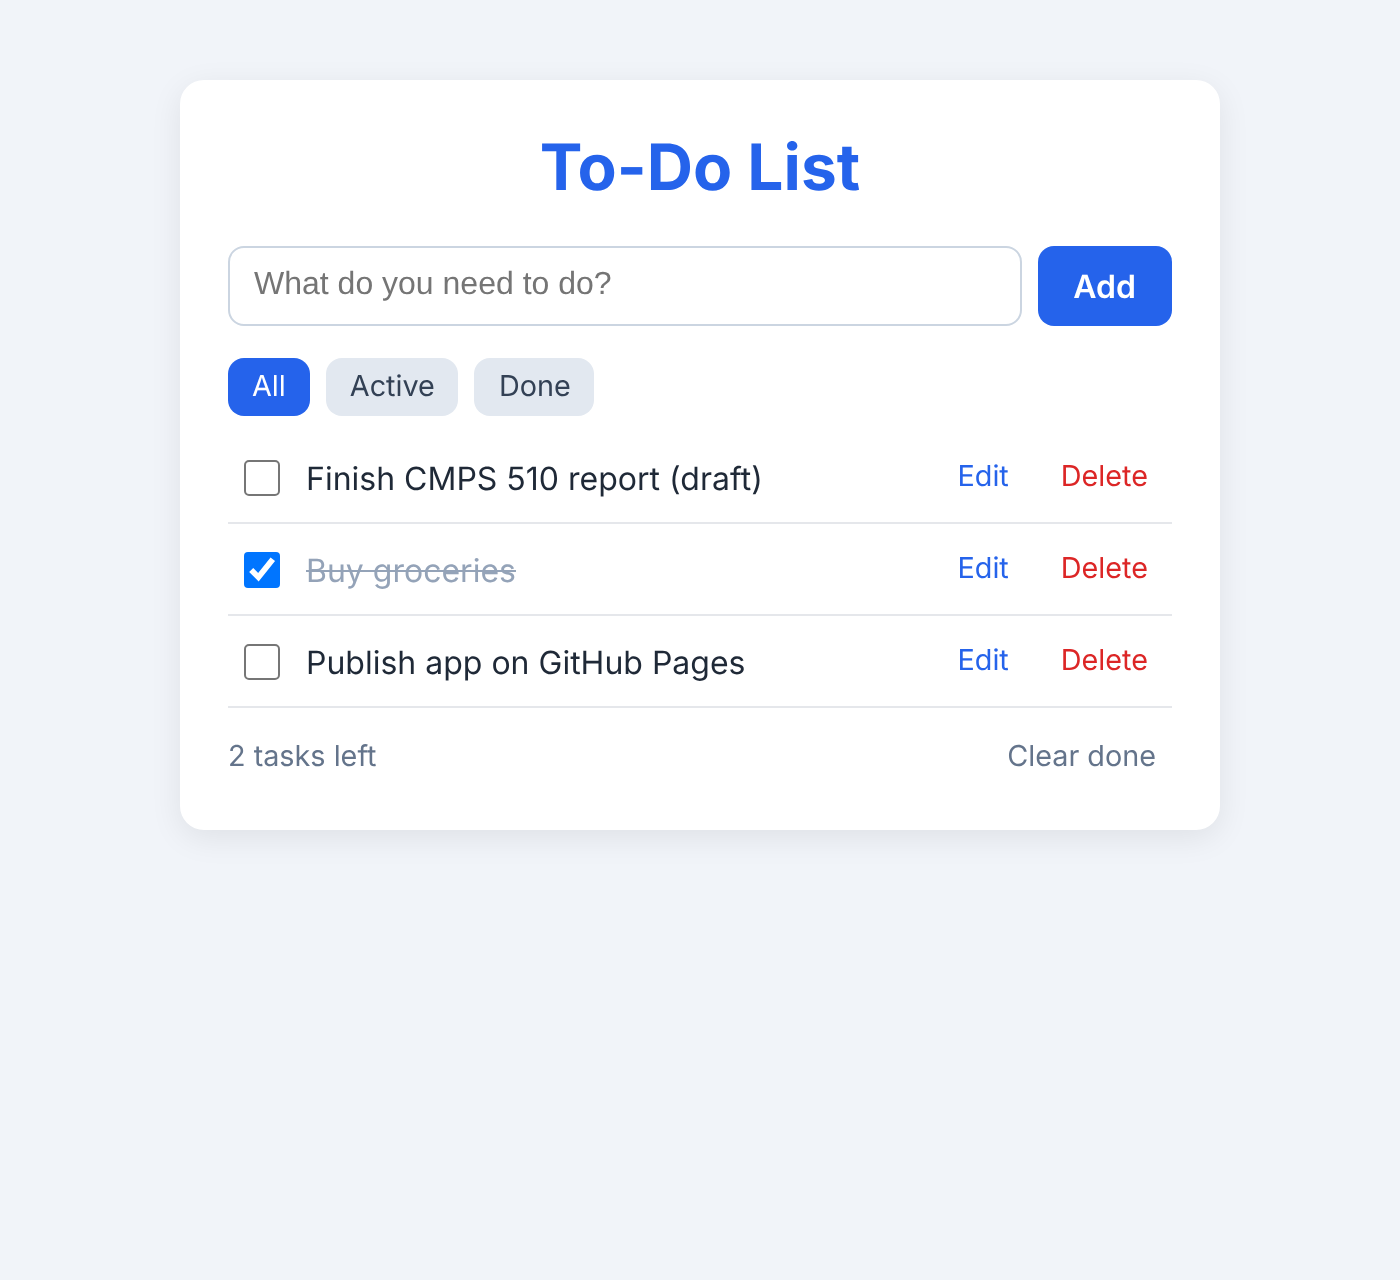 To-Do List
What do you need to do? Add
All Active Done
Finish CMPS 510 report (draft) Edit Delete
Buy groceries Edit Delete
Publish app on GitHub Pages Edit Delete
2 tasks left Clear done